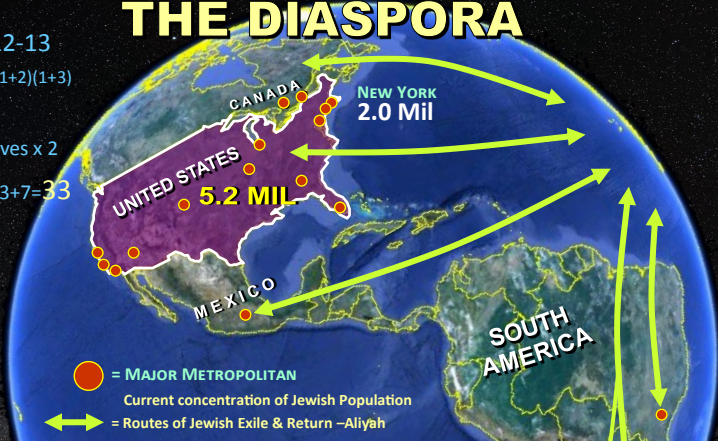 THE DIASPORA
2-13
1+2)(1+3)
CANADA
NEW YORK
2.0 Mil
ves x 2
UNITED STATES
5.2 MIL
3+7=33
MEXICO
SOUTH
AMERICA
= MAJOR METROPOLITAN
Current concentration of Jewish Population
= Routes of Jewish Exile & Return –Aliyah